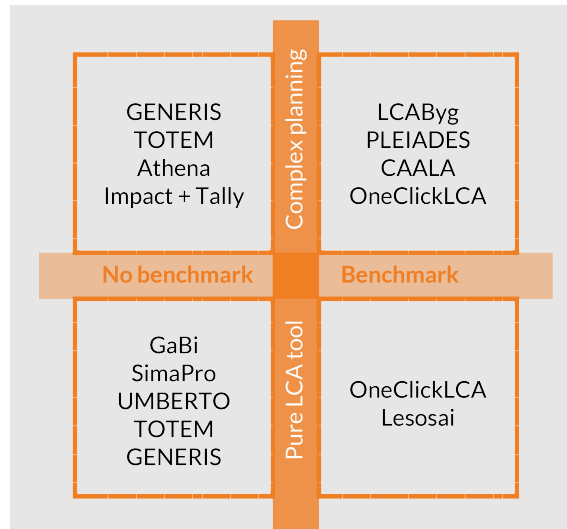 GENERIS
TOTEM
Athena
Impact + Tally
Complex planning
LCAByg
PLEIADES
CAALA
OneClickLCA
No benchmark
Benchmark
GaBi
SimaPro
UMBERTO
TOTEM
GENERIS
Pure LCA tool
OneClickLCA
Lesosai